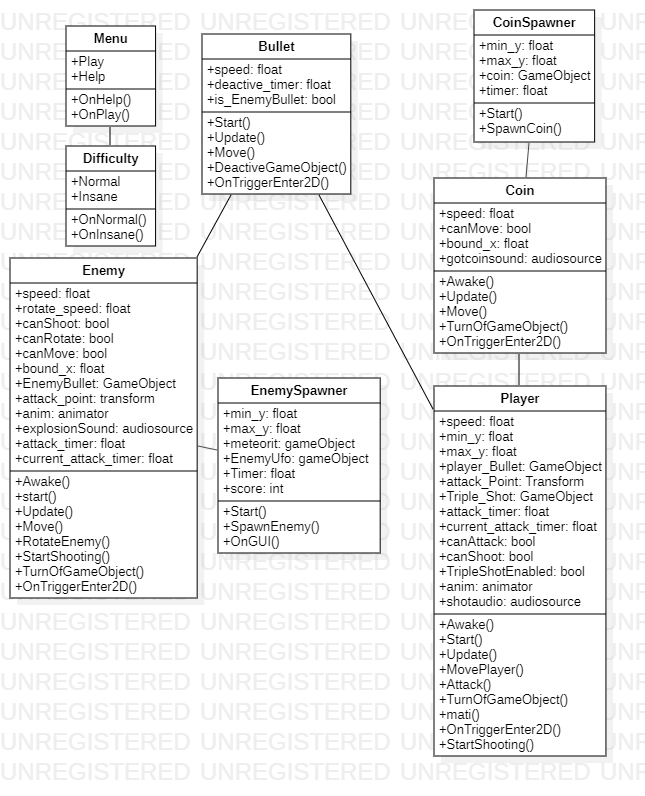 Menu
+Play
+Help
+OnHelp()
+OnPlay()
Difficulty
+Normal
+Insane
+OnNormal()
+OnInsane()
Bullet
+speed: float
+deactive_timer: float
+is_EnemyBullet: bool
+Start()
+Update()
+Move()
+DeactiveGameObject()
+OnTriggerEnter2D()
CoinSpawner
+min_y: float
+max_y: float
+coin: GameObject
+timer: float
+Start()
+SpawnCoin()
Coin
+speed: float
+canMove: bool
+bound_x: float
+gotcoinsound: audiosource
+Awake()
+Update()
+Move()
+TurnOfGameObject()
+OnTriggerEnter2D()
Enemy
+speed: float
+rotate_speed: float
+canShoot: bool
+canRotate: bool
+canMove: bool
+bound_x: float
+EnemyBullet: GameObject
+attack_point: transform
+anim: animator
+explosionSound: audiosource
+attack_timer: float
+current_attack_timer: float
+Awake()
+start()
+Update()
+Move()
+RotateEnemy()
+StartShooting()
+TurnOfGameObject()
+OnTriggerEnter2D()
EnemySpawner
+min_y: float
+max_y: float
+meteorit: gameObject
+EnemyUfo: gameObject
+Timer: float
+score: int
+Start()
+SpawnEnemy()
+OnGUI()
Player
+speed: float
+min_y: float
+max_y: float
+player_Bullet: GameObject
+attack_Point: Transform
+Triple_Shot: GameObject
+attack_timer: float
+current_attack_timer: float
+canAttack: bool
+canShoot: bool
+TripleShotEnabled: bool
+anim: animator
+shotaudio: audiosource
+Awake()
+Start()
+Update()
+MovePlayer()
+Attack()
+TurnOfGameObject()
+mati()
+OnTriggerEnter2D()
+StartShooting()